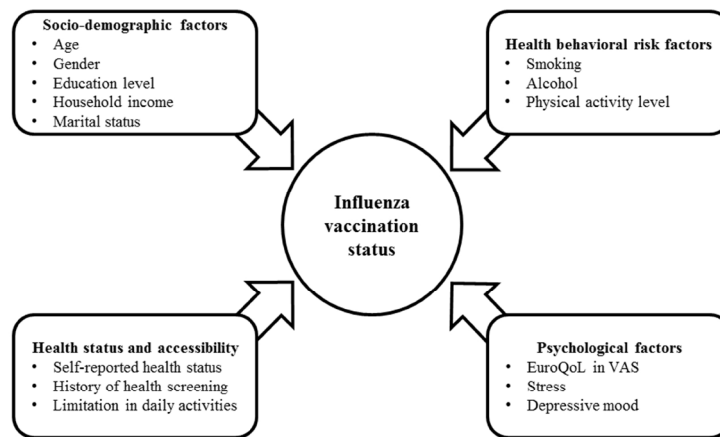 Socio-demographic factors
• Age
• Gender
• Education level
• Household income
• Marital status
Health behavioral risk factors
• Smoking
• Alcohol
• Physical activity level
Influenza
vaccination
status
Health status and accessibility
• Self-reported health status
• History of health screening
• Limitation in daily activities
Psychological factors
• EuroQoL in VAS
• Stress
• Depressive mood